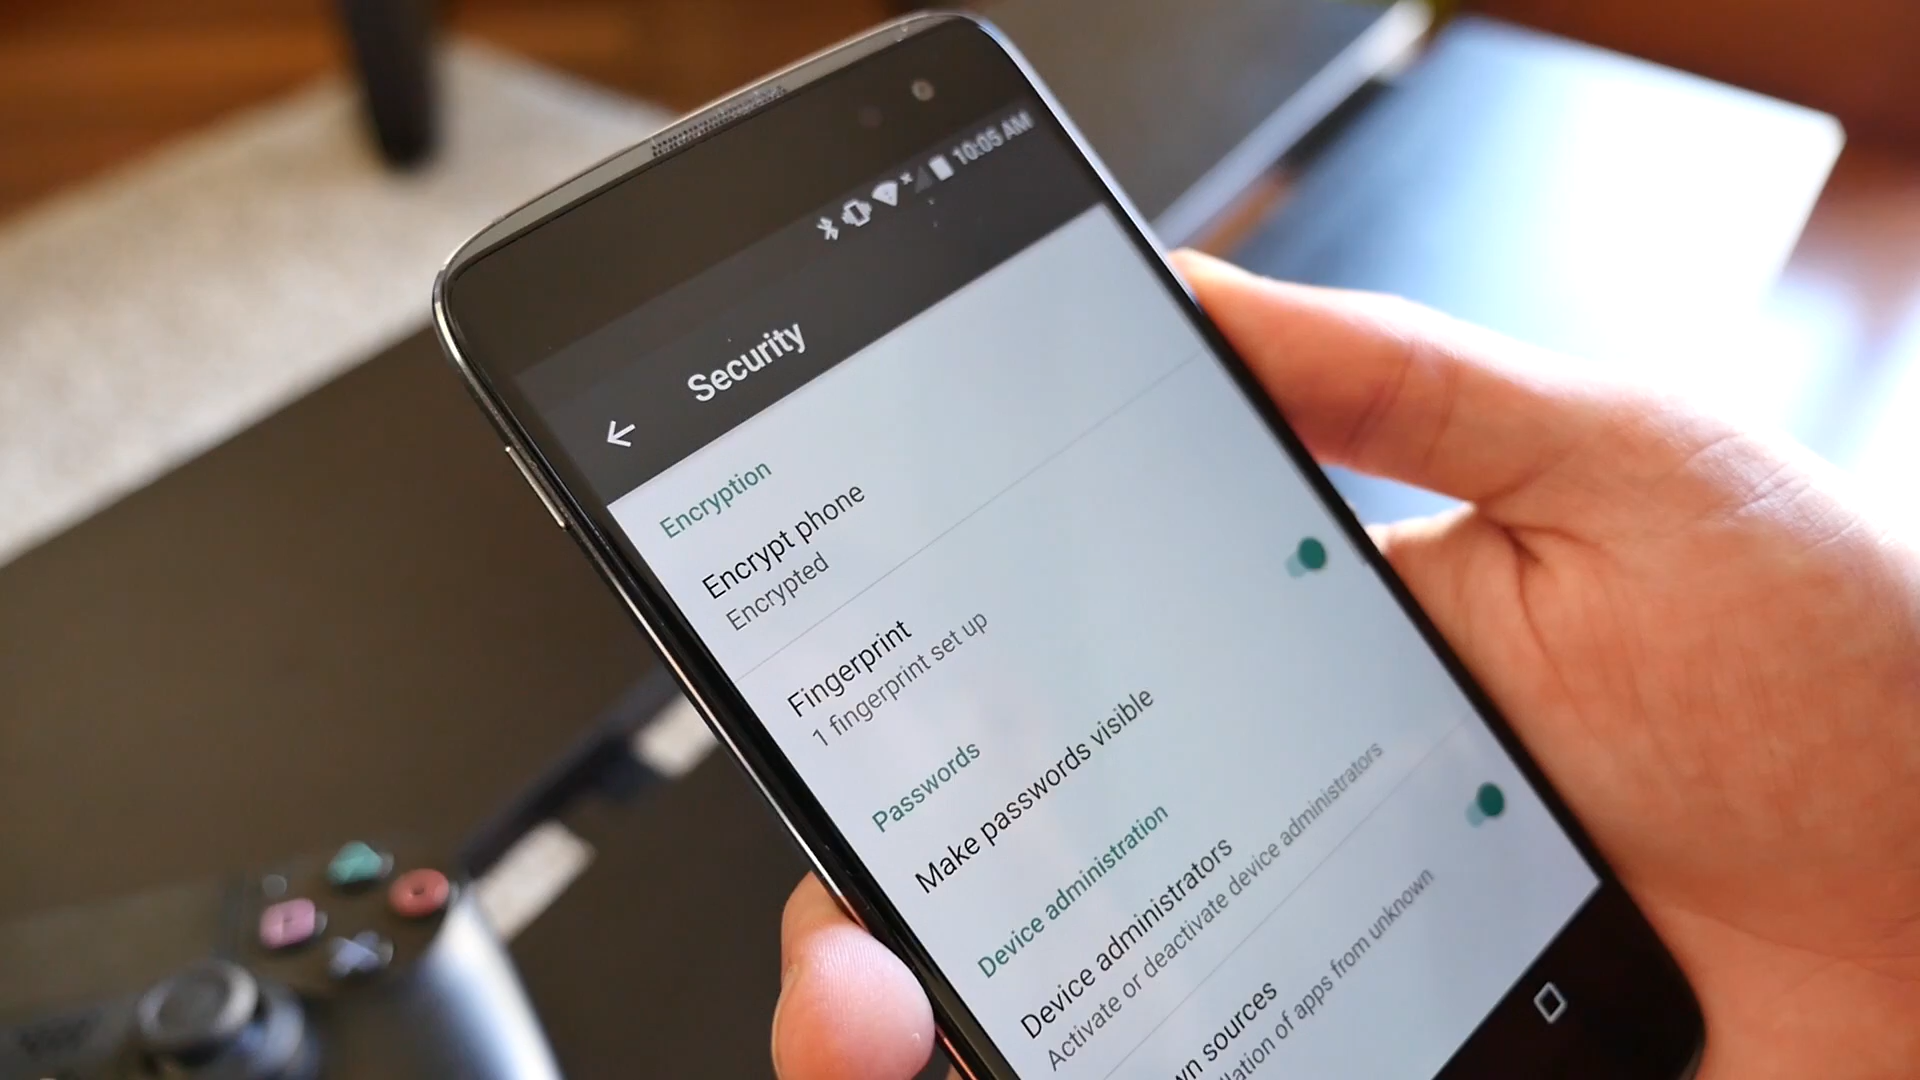 10:05 AM
Security
Encryption
Encrypt phone
Encrypted
Fingerprint
1 fingerprint set up
Passwords
Make passwords visible
Device administration
Device administrators
Activate or deactivate device administrators
wn sources
llation of apps from unknown